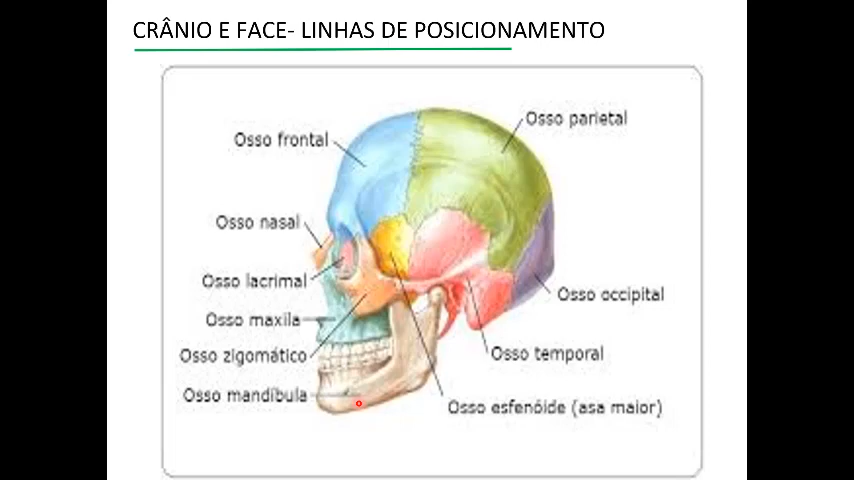 CRÂNIO E FACE- LINHAS DE POSICIONAMENTO
Osso parietal
Osso frontal
Osso nasal
Osso lacrimal
Osso occipital
Osso maxila
Osso zigomático
Osso temporal
Osso mandíbula
Osso esfenóide (asa maior)